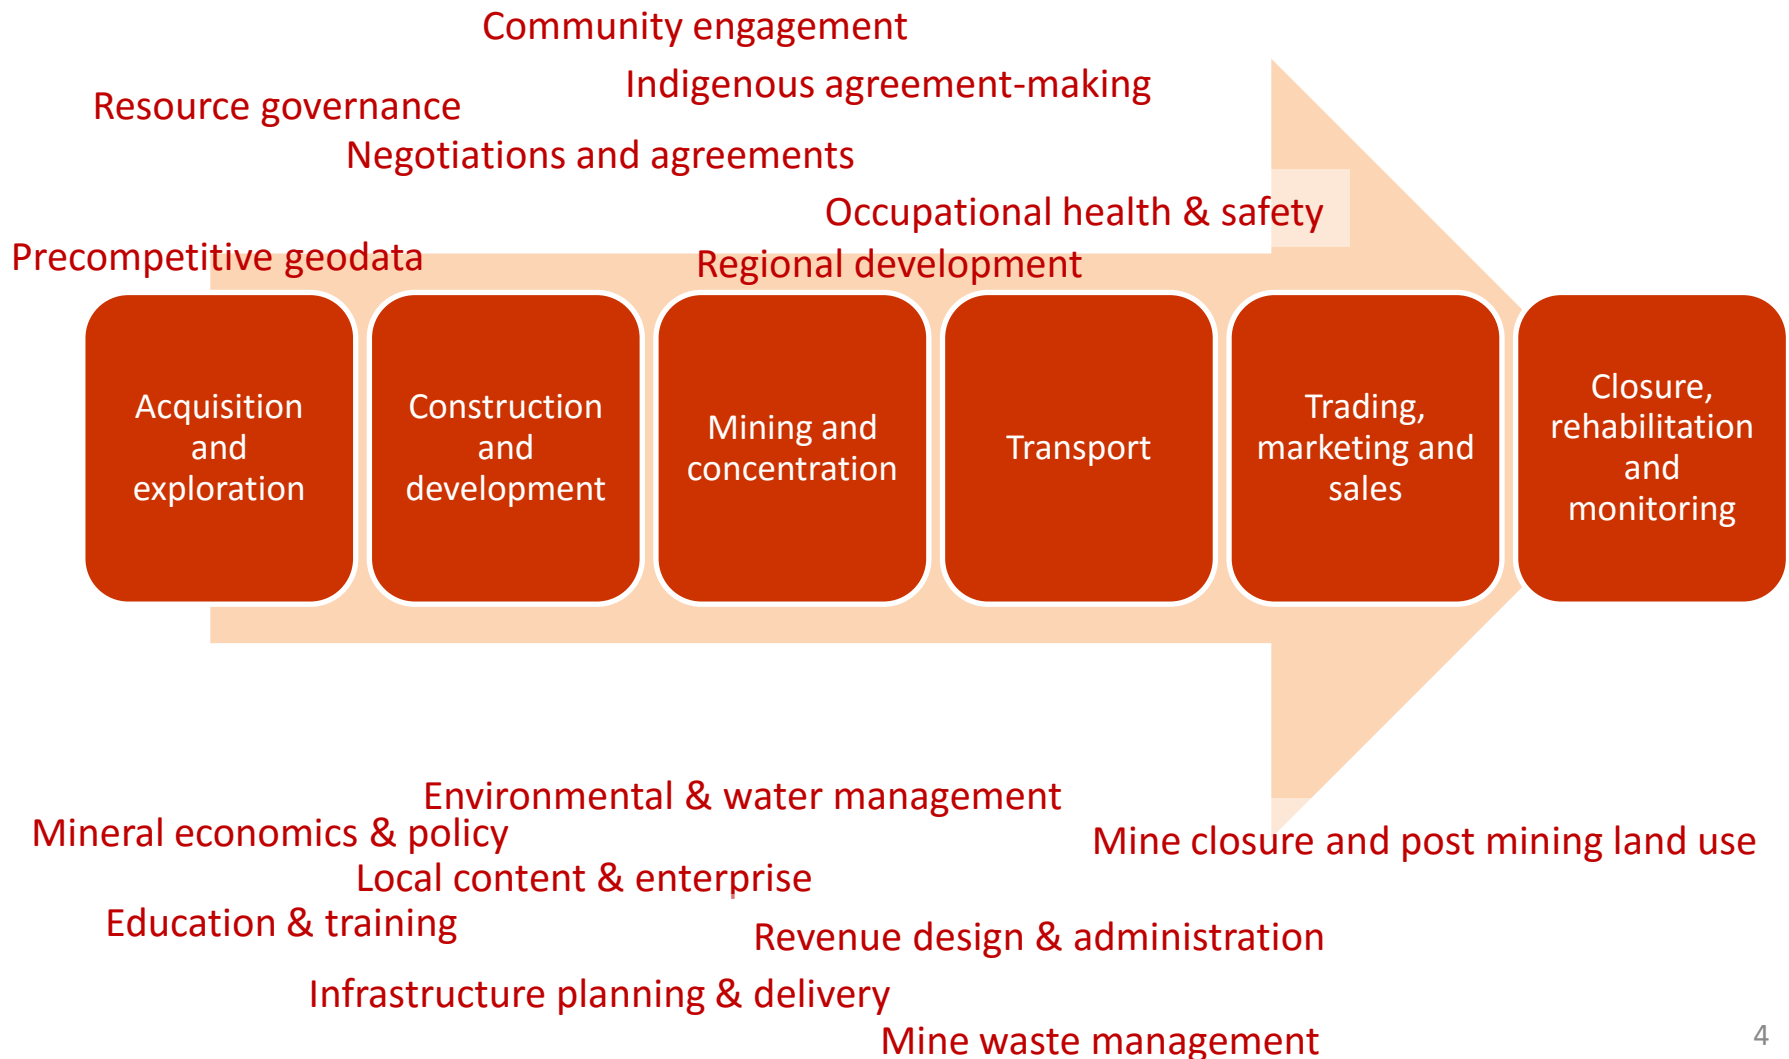 Community engagement
Indigenous agreement-making
Resource governance
Negotiations and agreements
Occupational health & safety
Precompetitive geodata
Regional development
Acquisition
and
exploration
Construction
and
development
Mining and
concentration
Transport
Trading,
marketing and
sales
Closure,
rehabilitation
and
monitoring
Environmental & water management
Mineral economics & policy
Mine closure and post mining land use
Local content & enterprise
Education & training
Revenue design & administration
Infrastructure planning & delivery
Mine waste management
4